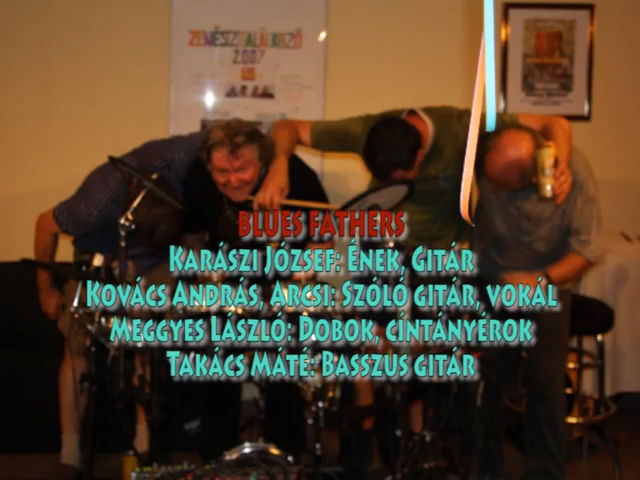 ZENÉSZTALÁLKOZÓ
2007
BLUES FATHERS
KARÁSZI JÓZSEF: ÉNEK, GITÁR
KOVÁCS ANDRÁS, ARCSI: SZÓLÓ GITÁR, VOKÁL
MEGGYES LÁSZLÓ: DOBOK, CÍNTÁNYÉROK
TAKÁCS MÁTÉ: BASSZUS GITÁR